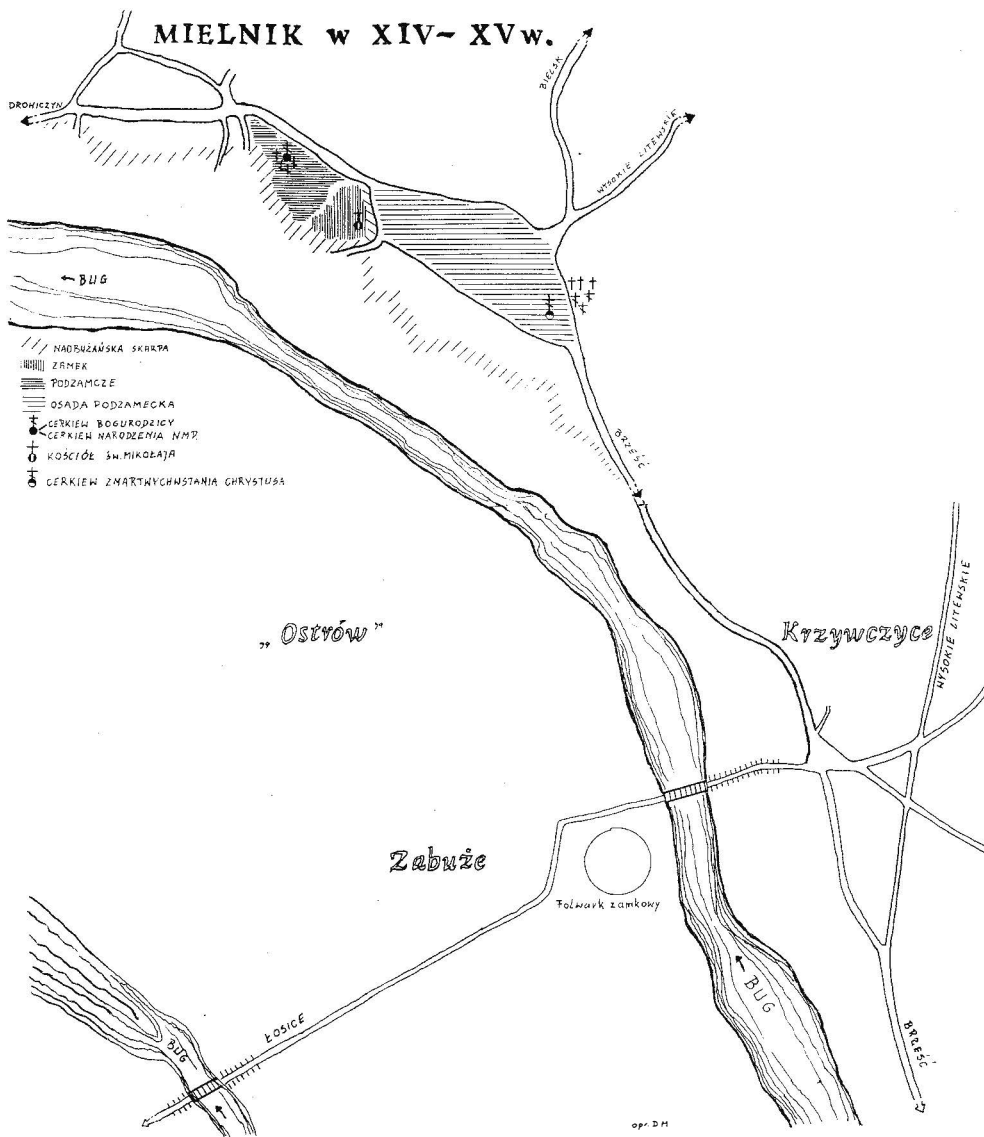 MIELNIK w XIV~XVw.
DROHICZYN
BIELSK
WYSOKIE LITEWSKIE
BUG
NADBUŻAŃSKA SKARPA
ZAMEK
PODZAMCZE
OSADA PODZAMECKA
CERKIEW BOGURODZICY
CERKIEW NARODZENIA NMP.
KOŚCIÓŁ ŚW. MIKOŁAJA
CERKIEW ZMARTWYCHWSTANIA CHRYSTUSA
BRZEŚĆ
„Ostrów”
Krzywczyce
WYSOKIE LITEWSKIE
Zabuże
Folwark zamkowy
BUG
ŁOSICE
BUG
BRZEŚĆ
opr. DM